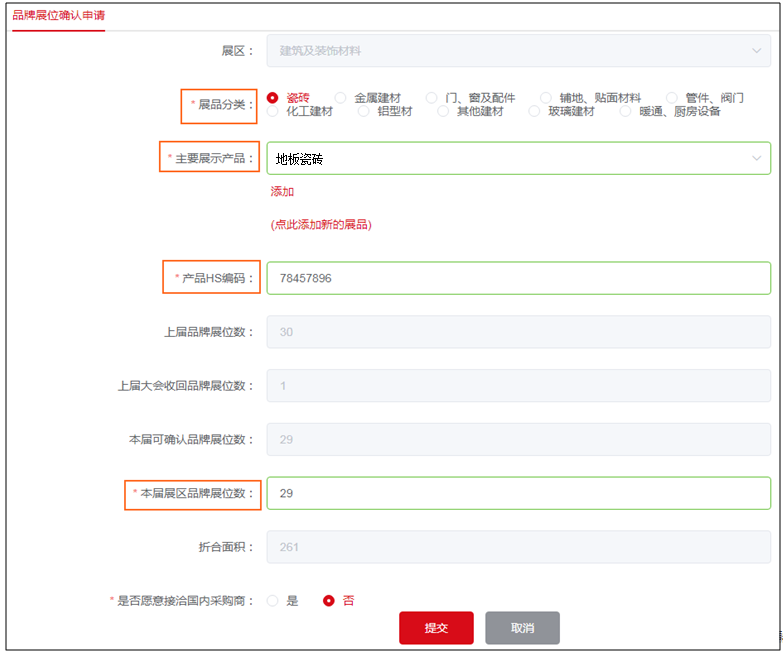 品牌展位确认申请
展区： 建筑及装饰材料
* 展品分类： 瓷砖 金属建材 门、窗及配件 铺地、贴面材料 管件、阀门
化工建材 铝型材 其他建材 玻璃建材 暖通、厨房设备
* 主要展示产品： 地板瓷砖
添加
(点此添加新的展品)
* 产品HS编码： 78457896
上届品牌展位数： 30
上届大会收回品牌展位数： 1
本届可确认品牌展位数： 29
* 本届展区品牌展位数： 29
折合面积： 261
* 是否愿意接洽国内采购商： 是 否
提交 取消